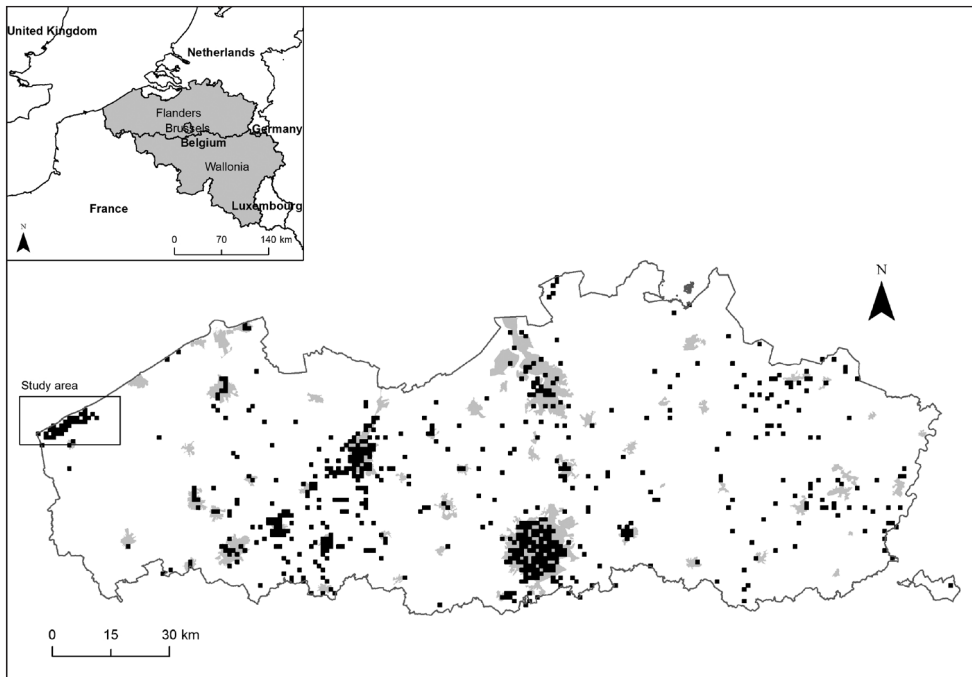 United Kingdom
Netherlands
Flanders
Brussels
Germany
Belgium
Wallonia
France
Luxembourg
N
0 70 140 km
N
Study area
0 15 30 km